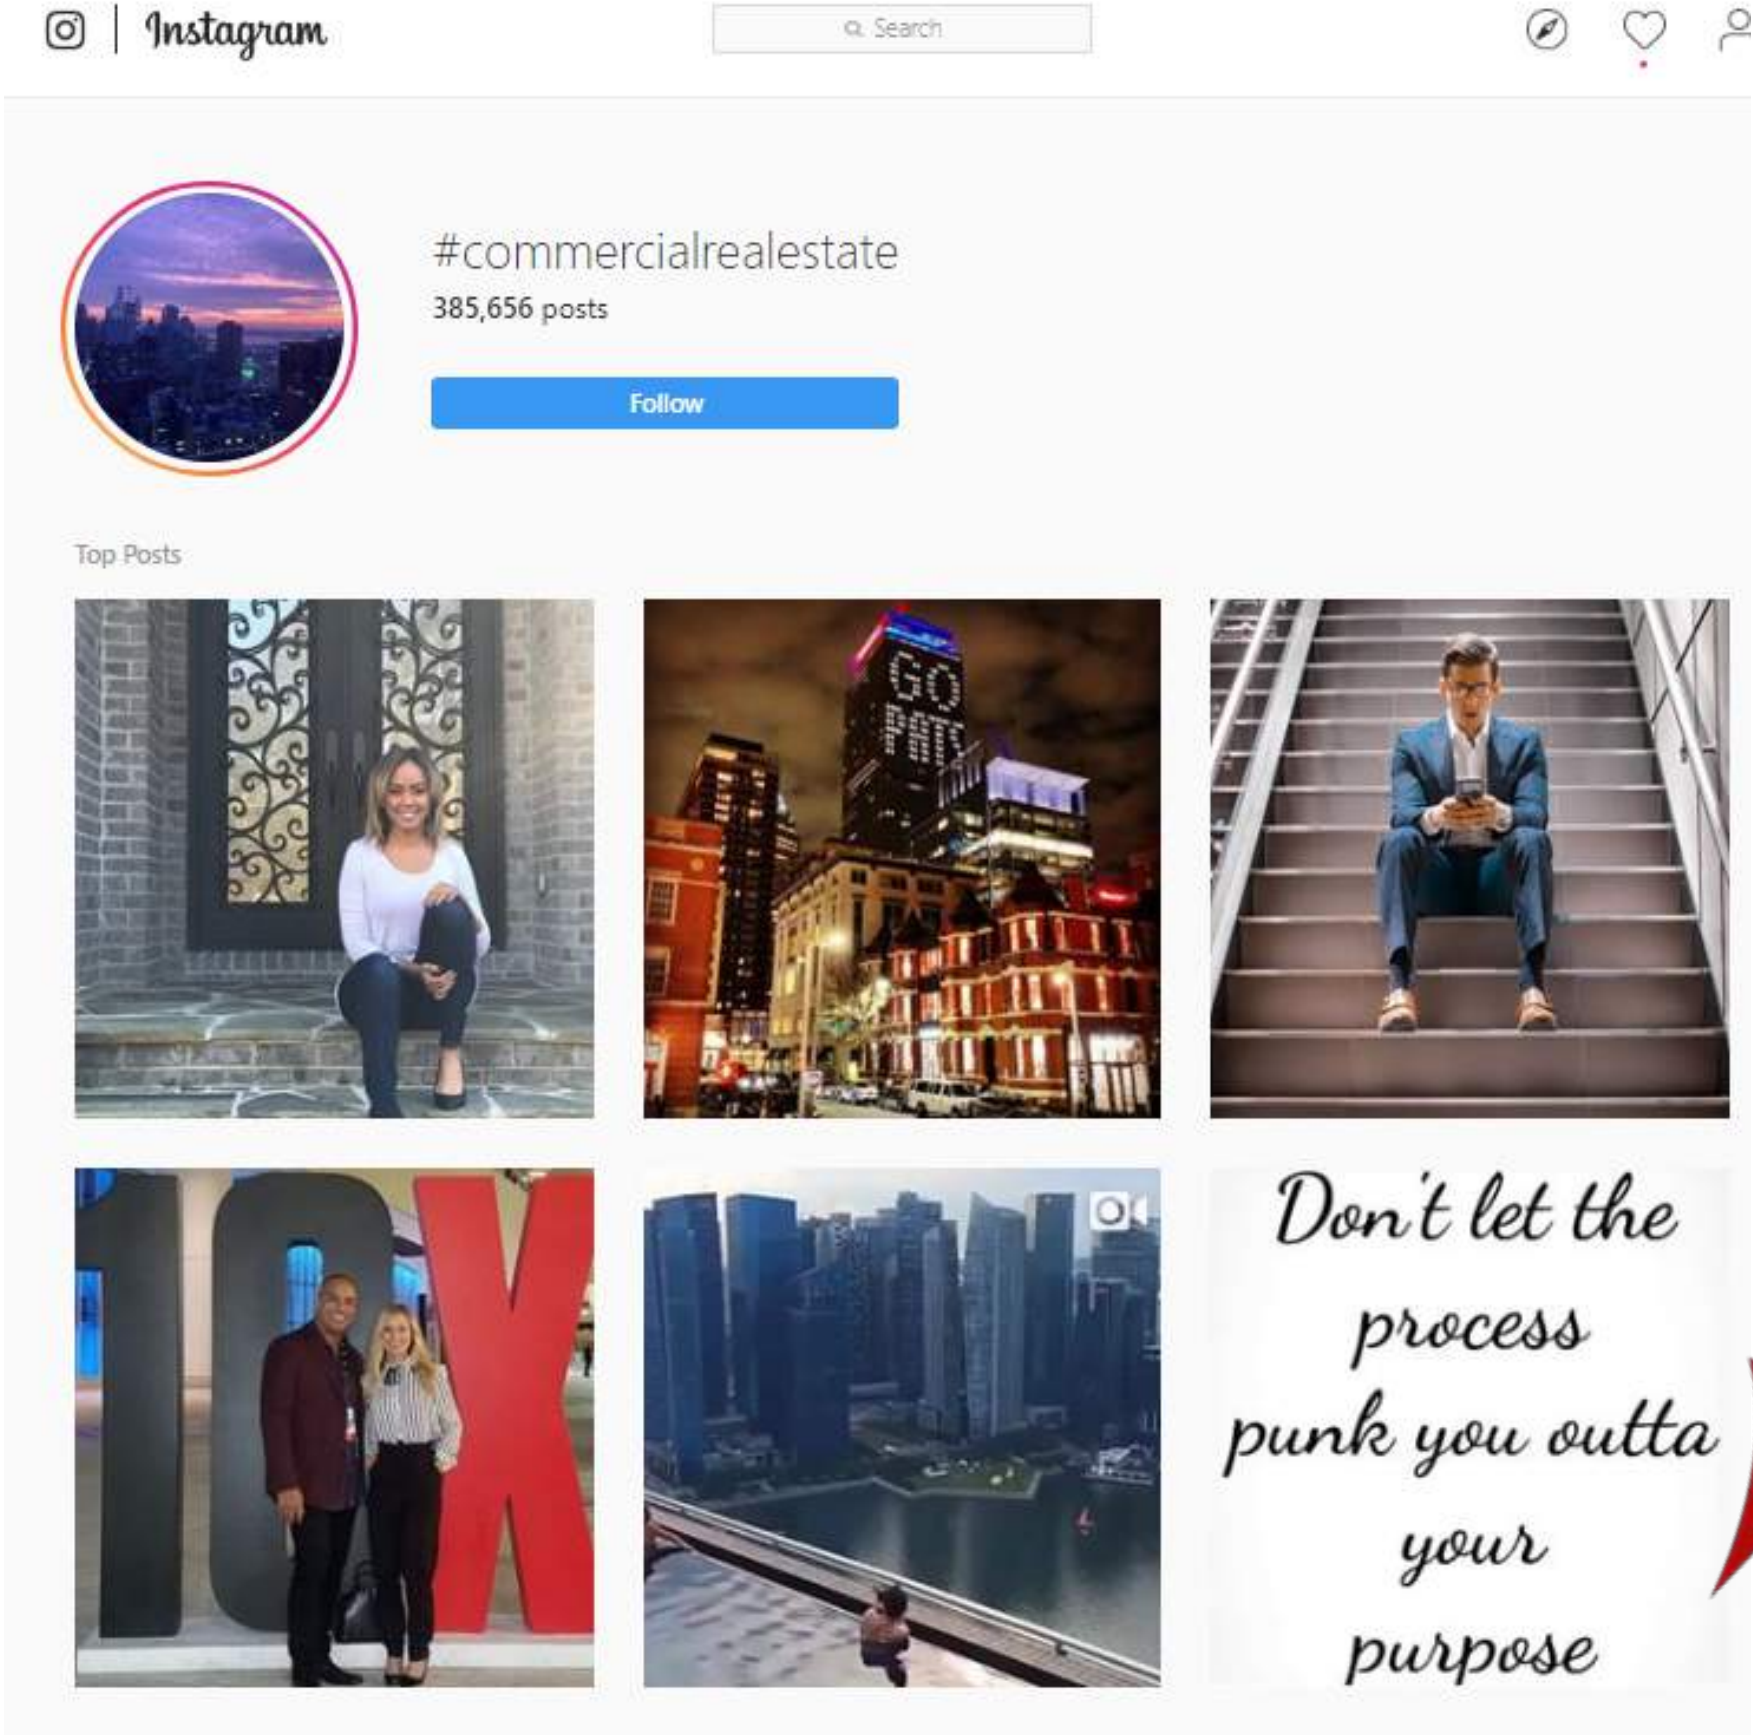 Instagram
Search
#commercialrealestate
385,656 posts
Follow
Top Posts
GO
10X
Don't let the
process
punk you outta
your
purpose